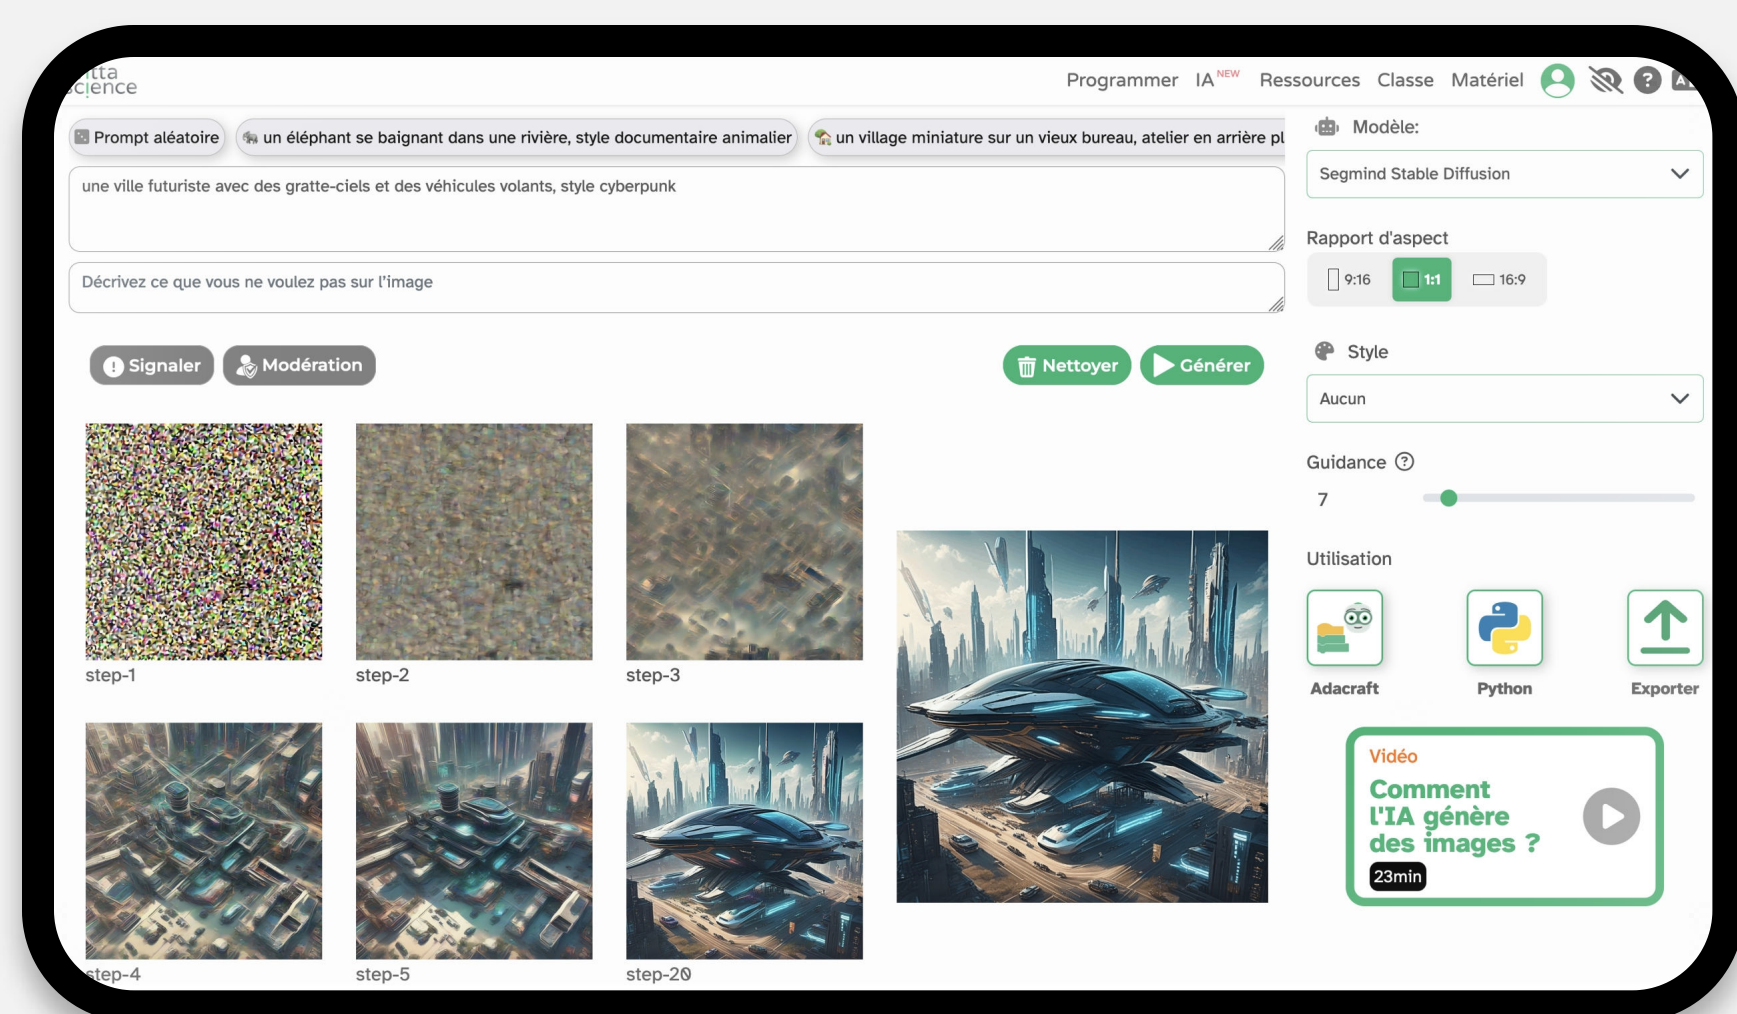 itta
science
Programmer IA NEW Ressources Classe Matériel
Prompt aléatoire
un éléphant se baignant dans une rivière, style documentaire animalier
un village miniature sur un vieux bureau, atelier en arrière pl
une ville futuriste avec des gratte-ciels et des véhicules volants, style cyberpunk
Décrivez ce que vous ne voulez pas sur l'image
Signaler
Modération
Nettoyer
Générer
step-1
step-2
step-3
step-4
step-5
step-20
Modèle:
Segmind Stable Diffusion
Rapport d'aspect
9:16
1:1
16:9
Style
Aucun
Guidance ?
7
Utilisation
Adacraft
Python
Exporter
Vidéo
Comment
l'IA génère
des images ?
23min